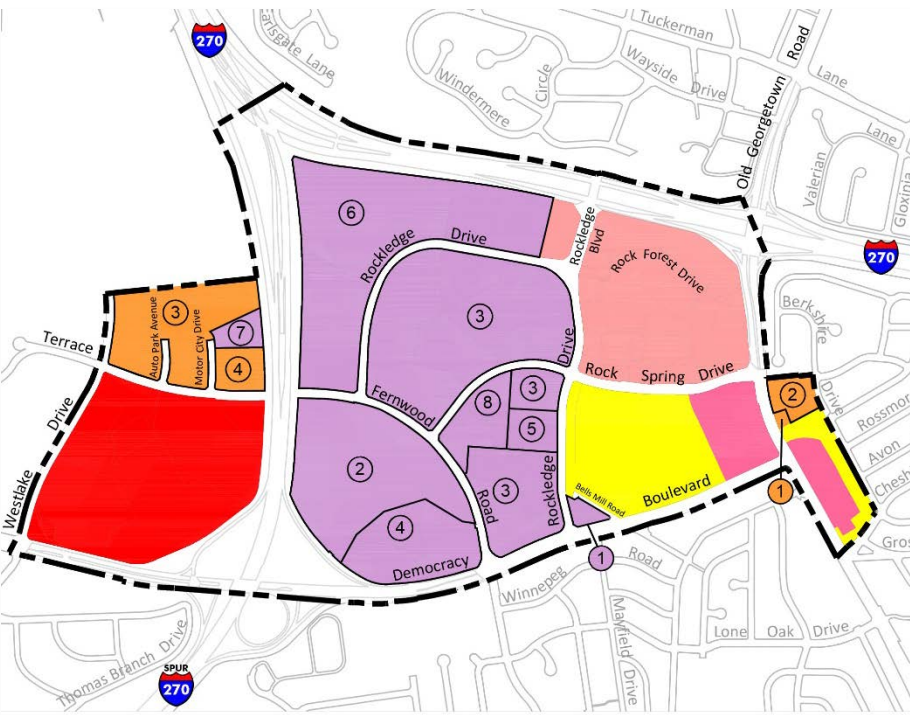 270
Earlsgate Lane
Tuckerman
Lane
Wayside Drive
Windermere
Circle
Old Georgetown
Road
Valerian
Lane
Gloxinia
270
6
Rockledge
Drive
Rockledge
Blvd
Rock Forest Drive
3
Auto Park Avenue
Motor City Drive
7
4
Terrace
Drive
Westlake
3
Drive
Berkshire
Drive
Fernwood
Road
8
3
5
Rock Spring Drive
2
1
Rossmore
Avon
2
4
3
Rockledge
Bells Mill Road
Boulevard
Democracy
1
Winnepeg
Road
Mayfield Drive
Lone Oak Drive
Thomas Branch Drive
SPUR
270